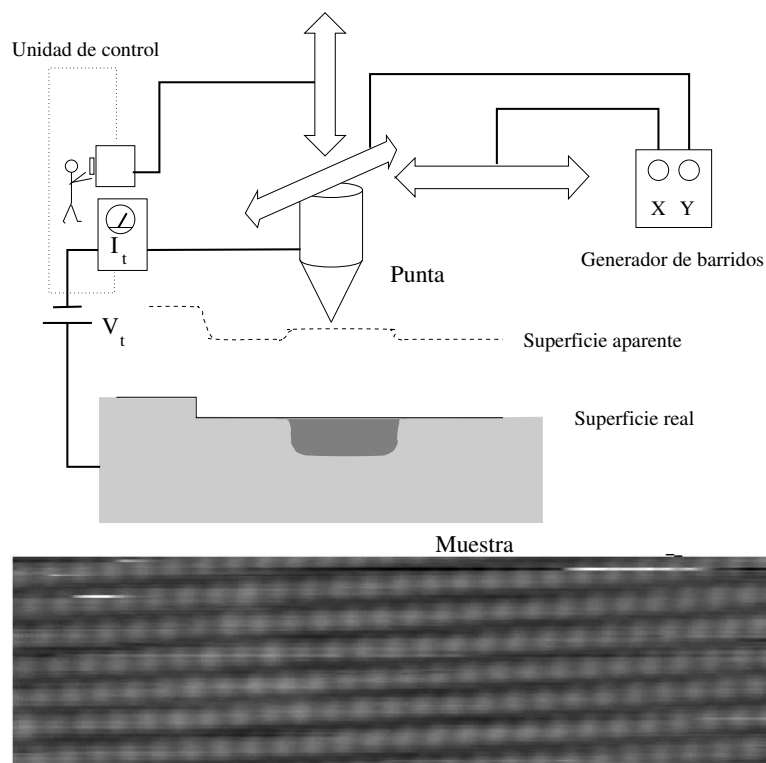 Unidad de control
X Y
I t
Generador de barridos
Punta
V t
Superficie aparente
Superficie real
Muestra